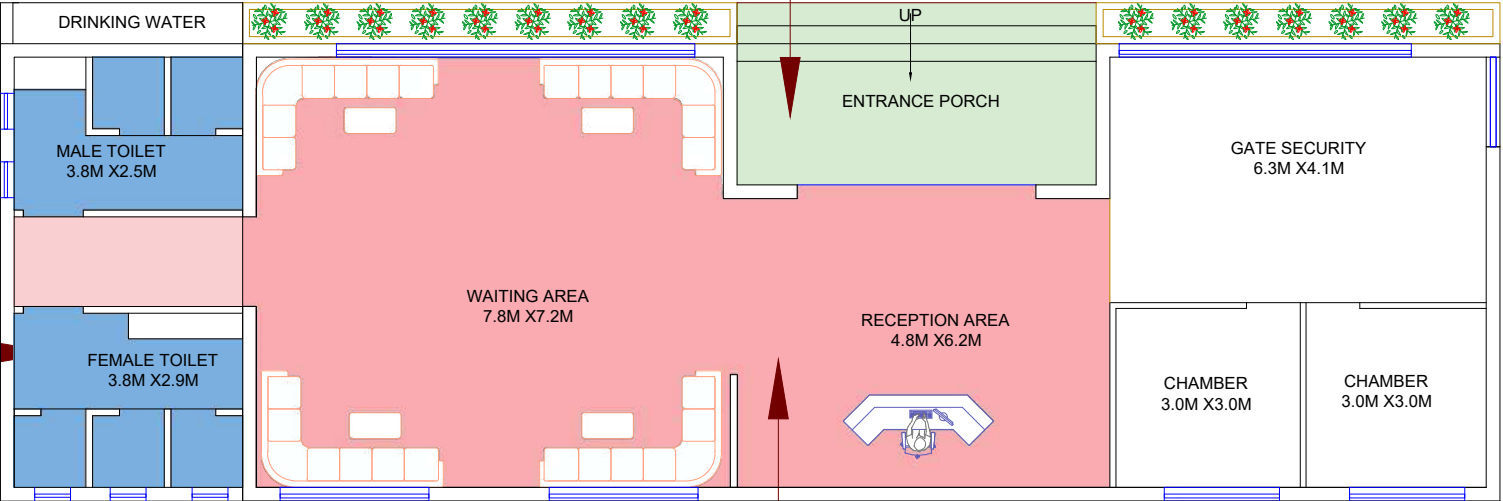 DRINKING WATER
UP
ENTRANCE PORCH
MALE TOILET
3.8M X2.5M
GATE SECURITY
6.3M X4.1M
WAITING AREA
7.8M X7.2M
RECEPTION AREA
4.8M X6.2M
FEMALE TOILET
3.8M X2.9M
CHAMBER
3.0M X3.0M
CHAMBER
3.0M X3.0M